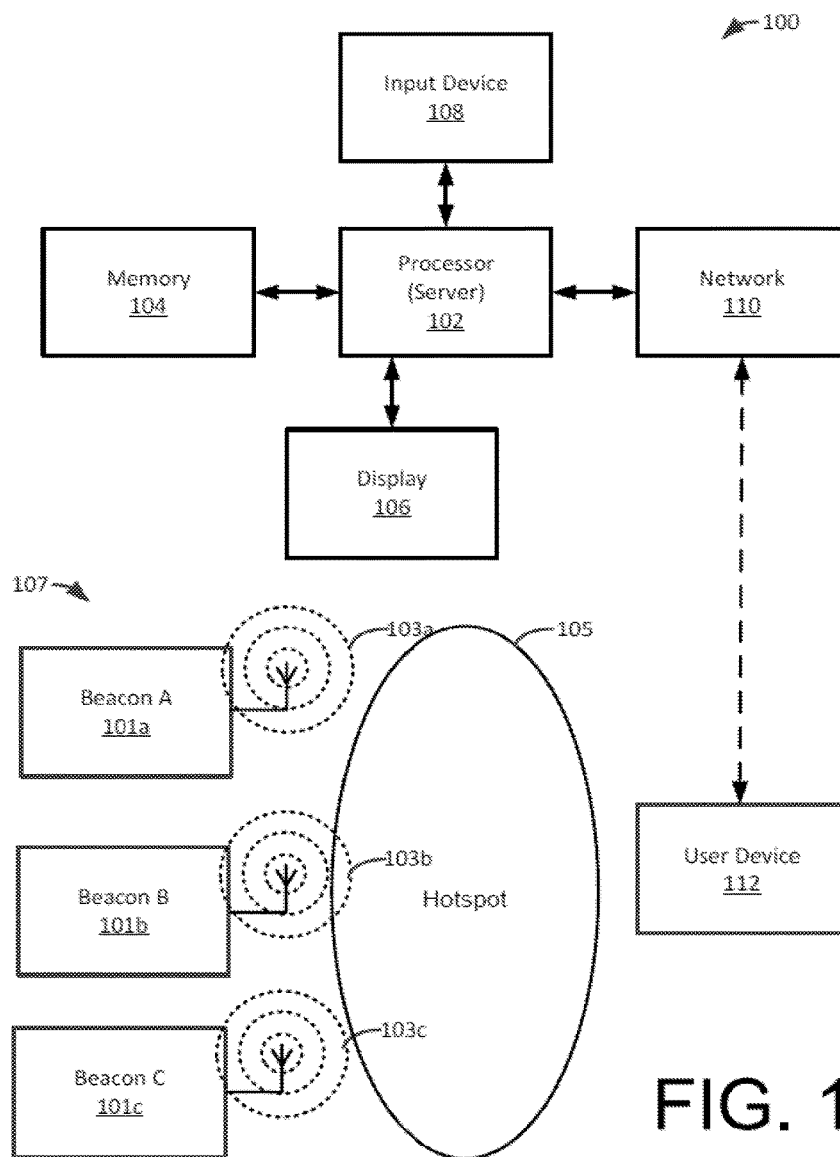 100
Input Device
108
Memory
104
Processor
(Server)
102
Network
110
Display
106
107
103a
105
Beacon A
101a
103b
Beacon B
101b
Hotspot
User Device
112
103c
Beacon C
101c
FIG. 1